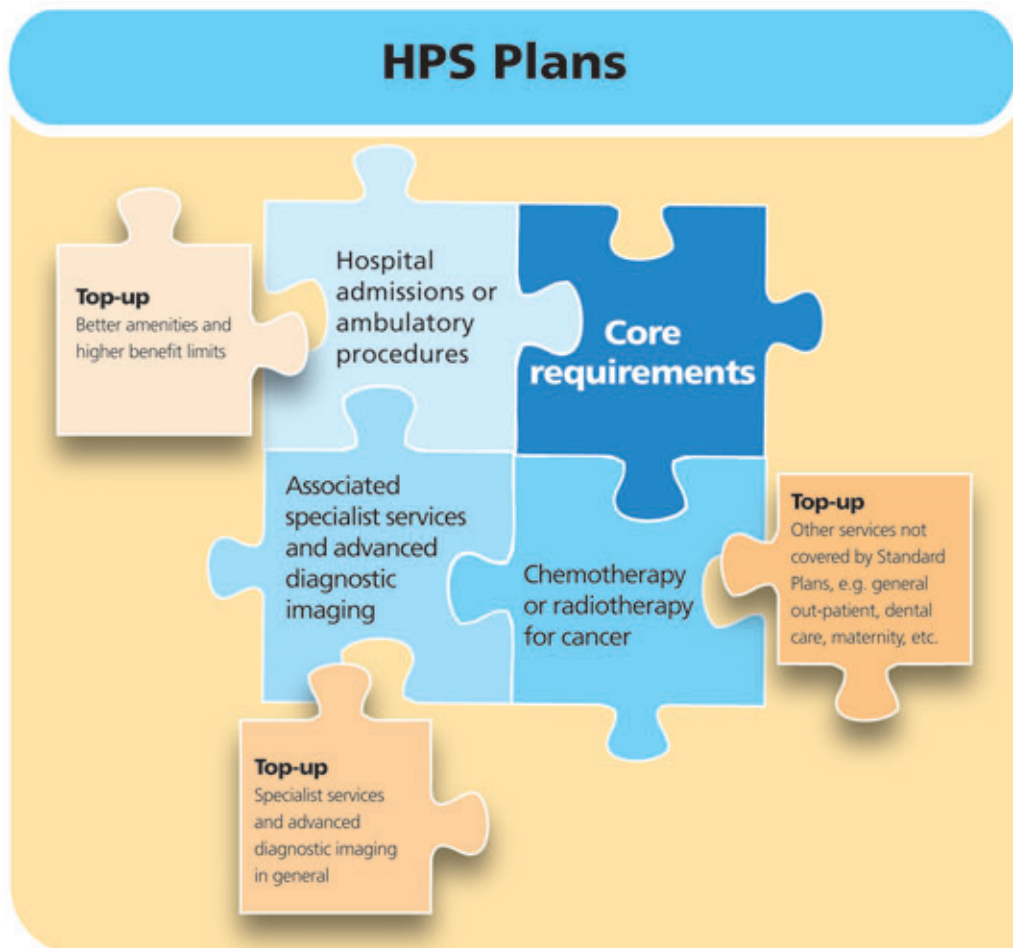 HPS Plans
Hospital
admissions or
ambulatory
procedures
Core
requirements
Top-up
Better amenities and
higher benefit limits
Associated
specialist services
and advanced
diagnostic
imaging
Chemotherapy
or radiotherapy
for cancer
Top-up
Other services not
covered by Standard
Plans, e.g. general
out-patient, dental
care, maternity, etc.
Top-up
Specialist services
and advanced
diagnostic imaging
in general